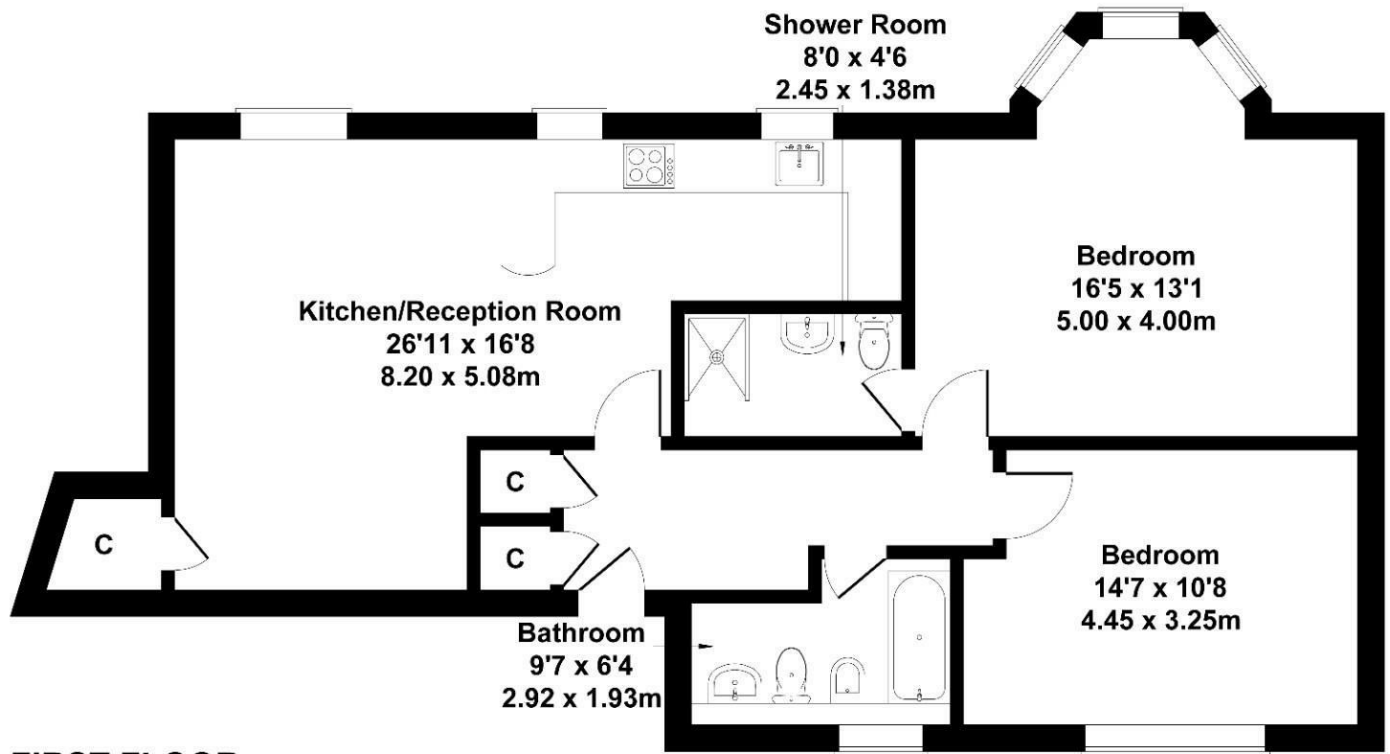 Shower Room
8'0 x 4'6
2.45 x 1.38m
Bedroom
16'5 x 13'1
5.00 x 4.00m
Kitchen/Reception Room
26'11 x 16'8
8.20 x 5.08m
C
C
C
Bedroom
14'7 x 10'8
4.45 x 3.25m
Bathroom
9'7 x 6'4
2.92 x 1.93m
FIRST FLOOR